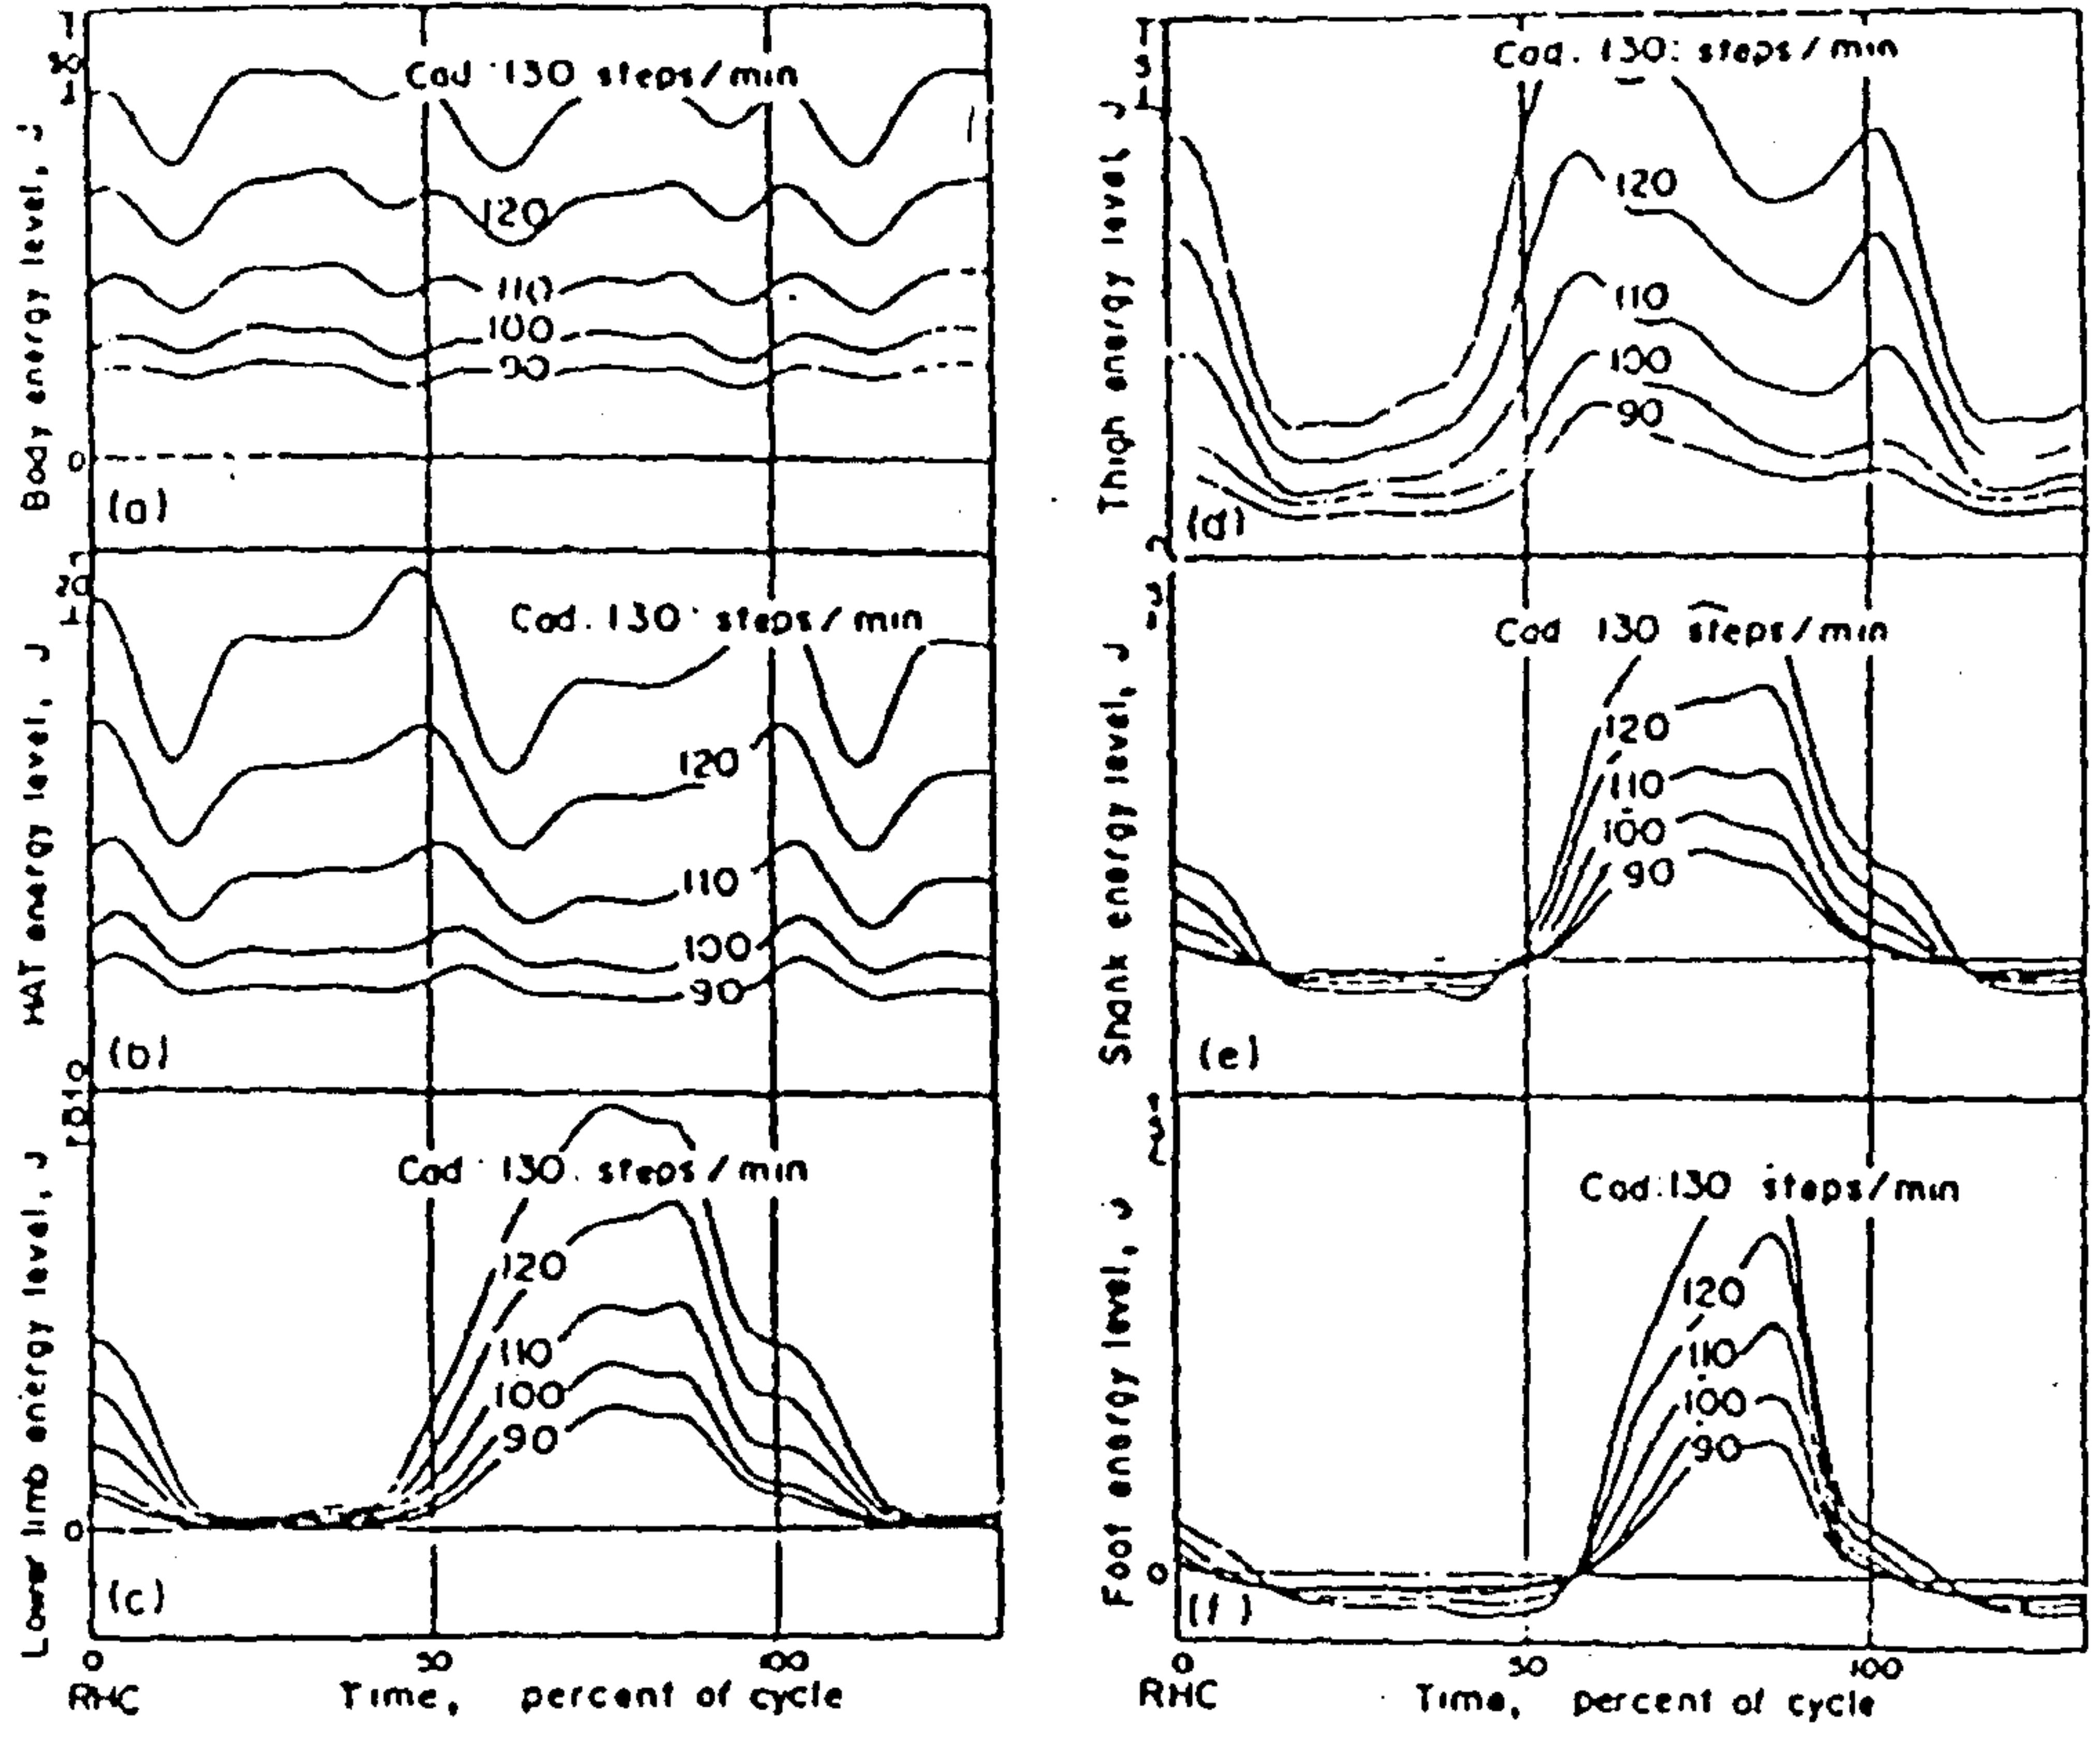 Body energy level, J
Cad 130 steps/min
120
110
100
90
0
(a)
HAT energy level, J
Cad. 130 steps/min
120
110
100
90
0
(b)
Lower limb energy level, J
10
Cad 130 steps/min
120
110
100
90
0
(c)
0 50 100
RHC Time, percent of cycle
Thigh energy level, J
Cad. 130 steps/min
120
110
100
90
(d)
Shank energy level, J
Cad 130 steps/min
120
110
100
90
(e)
Foot energy level, J
Cad. 130 steps/min
120
110
100
90
0
(f)
0 50 100
RHC Time, percent of cycle